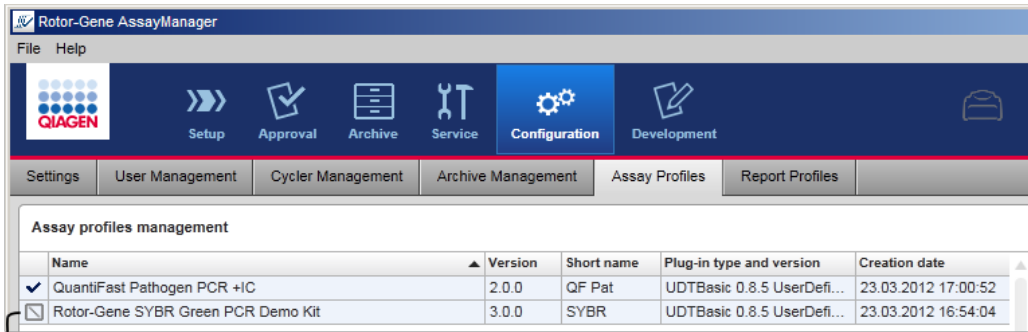 Rotor-Gene AssayManager
File Help
QIAGEN
Setup Approval Archive Service Configuration Development
Settings User Management Cycler Management Archive Management Assay Profiles Report Profiles
Assay profiles management
Name Version Short name Plug-in type and version Creation date
QuantiFast Pathogen PCR +IC 2.0.0 QF Pat UDTBasic 0.8.5 UserDefi... 23.03.2012 17:00:52
Rotor-Gene SYBR Green PCR Demo Kit 3.0.0 SYBR UDTBasic 0.8.5 UserDefi... 23.03.2012 16:54:04